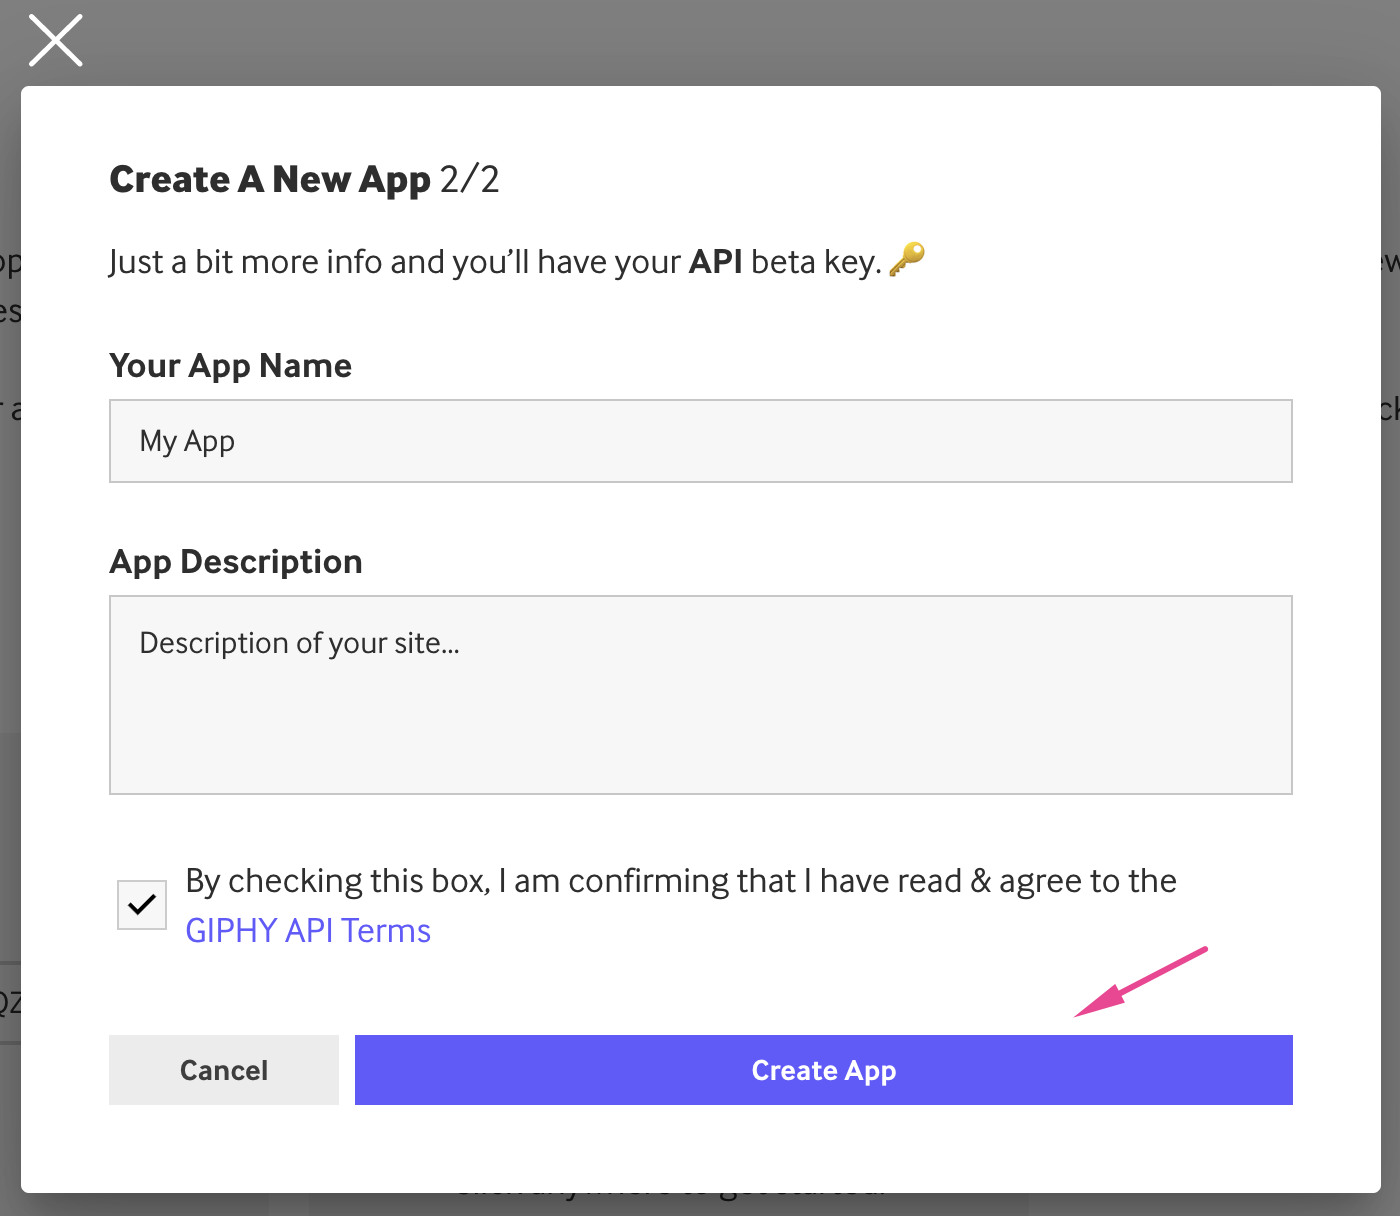 Create A New App 2/2
Just a bit more info and you’ll have your API beta key. 🔑
Your App Name
My App
App Description
Description of your site...
By checking this box, I am confirming that I have read & agree to the
GIPHY API Terms
Cancel
Create App